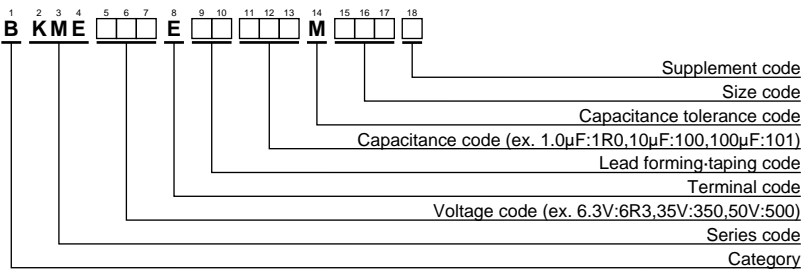 1 2 3 4 5 6 7 8 9 10 11 12 13 14 15 16 17 18
B KME E M
Supplement code
Size code
Capacitance tolerance code
Capacitance code (ex. 1.0µF:1R0,10µF:100,100µF:101)
Lead forming·taping code
Terminal code
Voltage code (ex. 6.3V:6R3,35V:350,50V:500)
Series code
Category